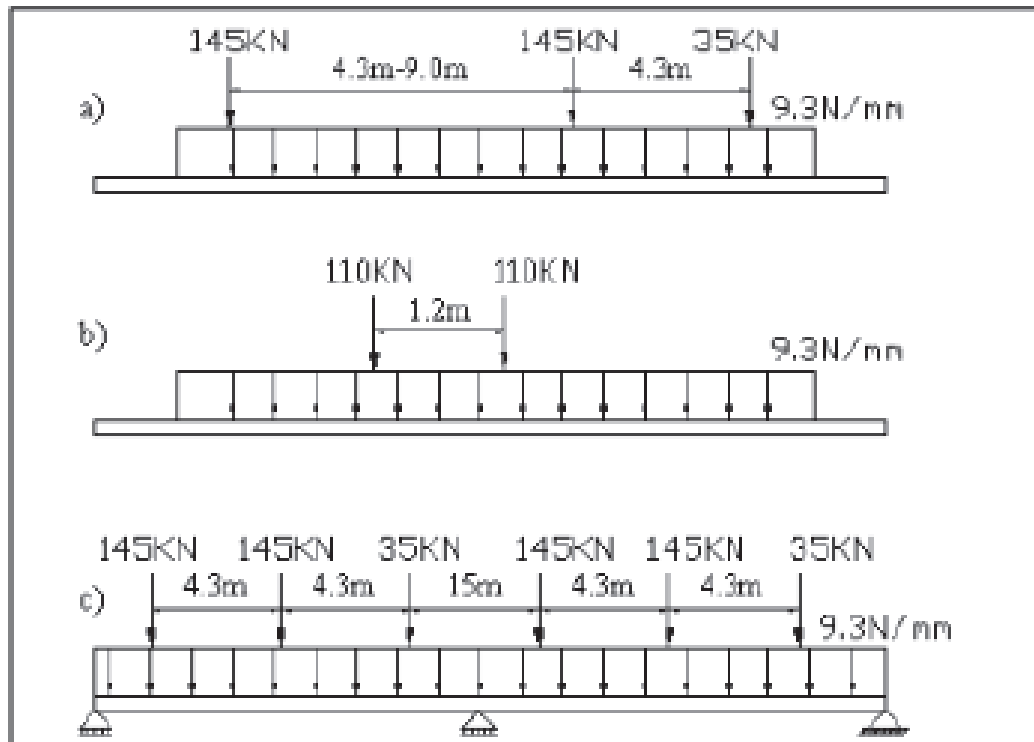 145KN 145KN 35KN
4.3m-9.0m 4.3m
a) 9.3N/mm
110KN 110KN
1.2m
b) 9.3N/mm
145KN 145KN 35KN 145KN 145KN 35KN
4.3m 4.3m 15m 4.3m 4.3m
c) 9.3N/mm